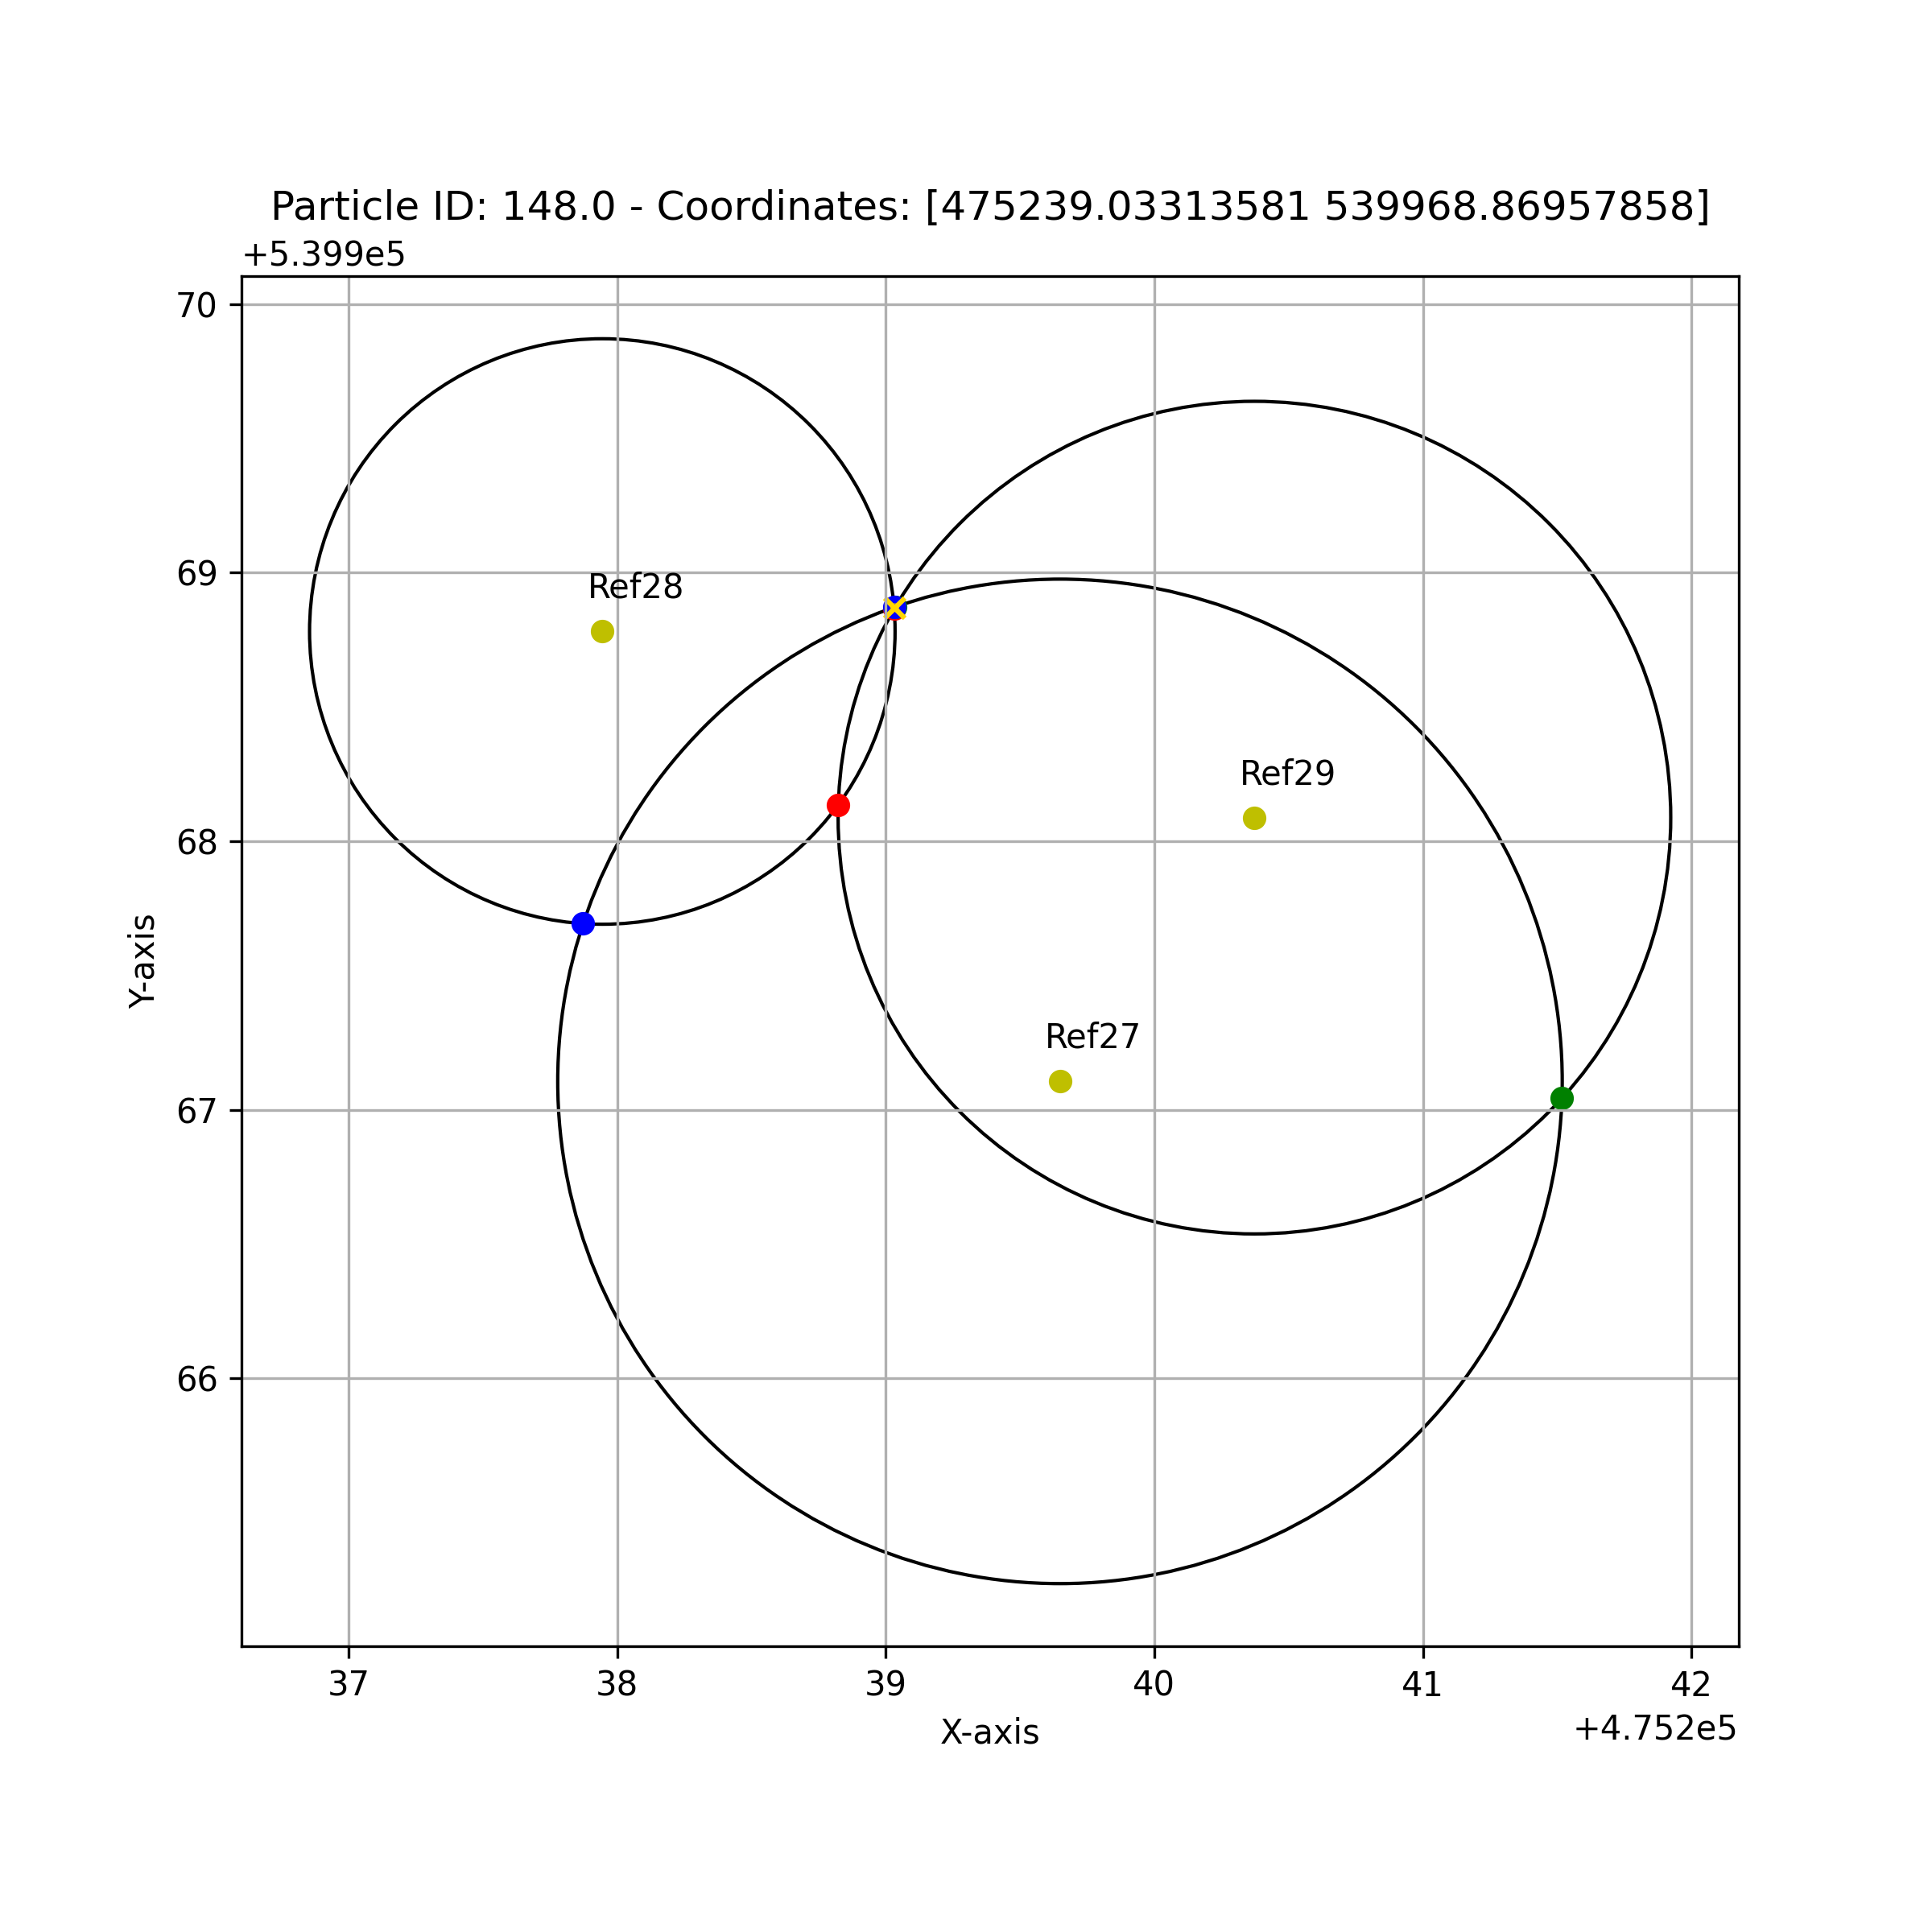 Particle ID: 148.0 - Coordinates: [475239.03313581 539968.86957858]
+5.399e5
70
69
68
67
66
Y-axis
Ref28
Ref29
Ref27
37 38 39 40 41 42
X-axis
+4.752e5